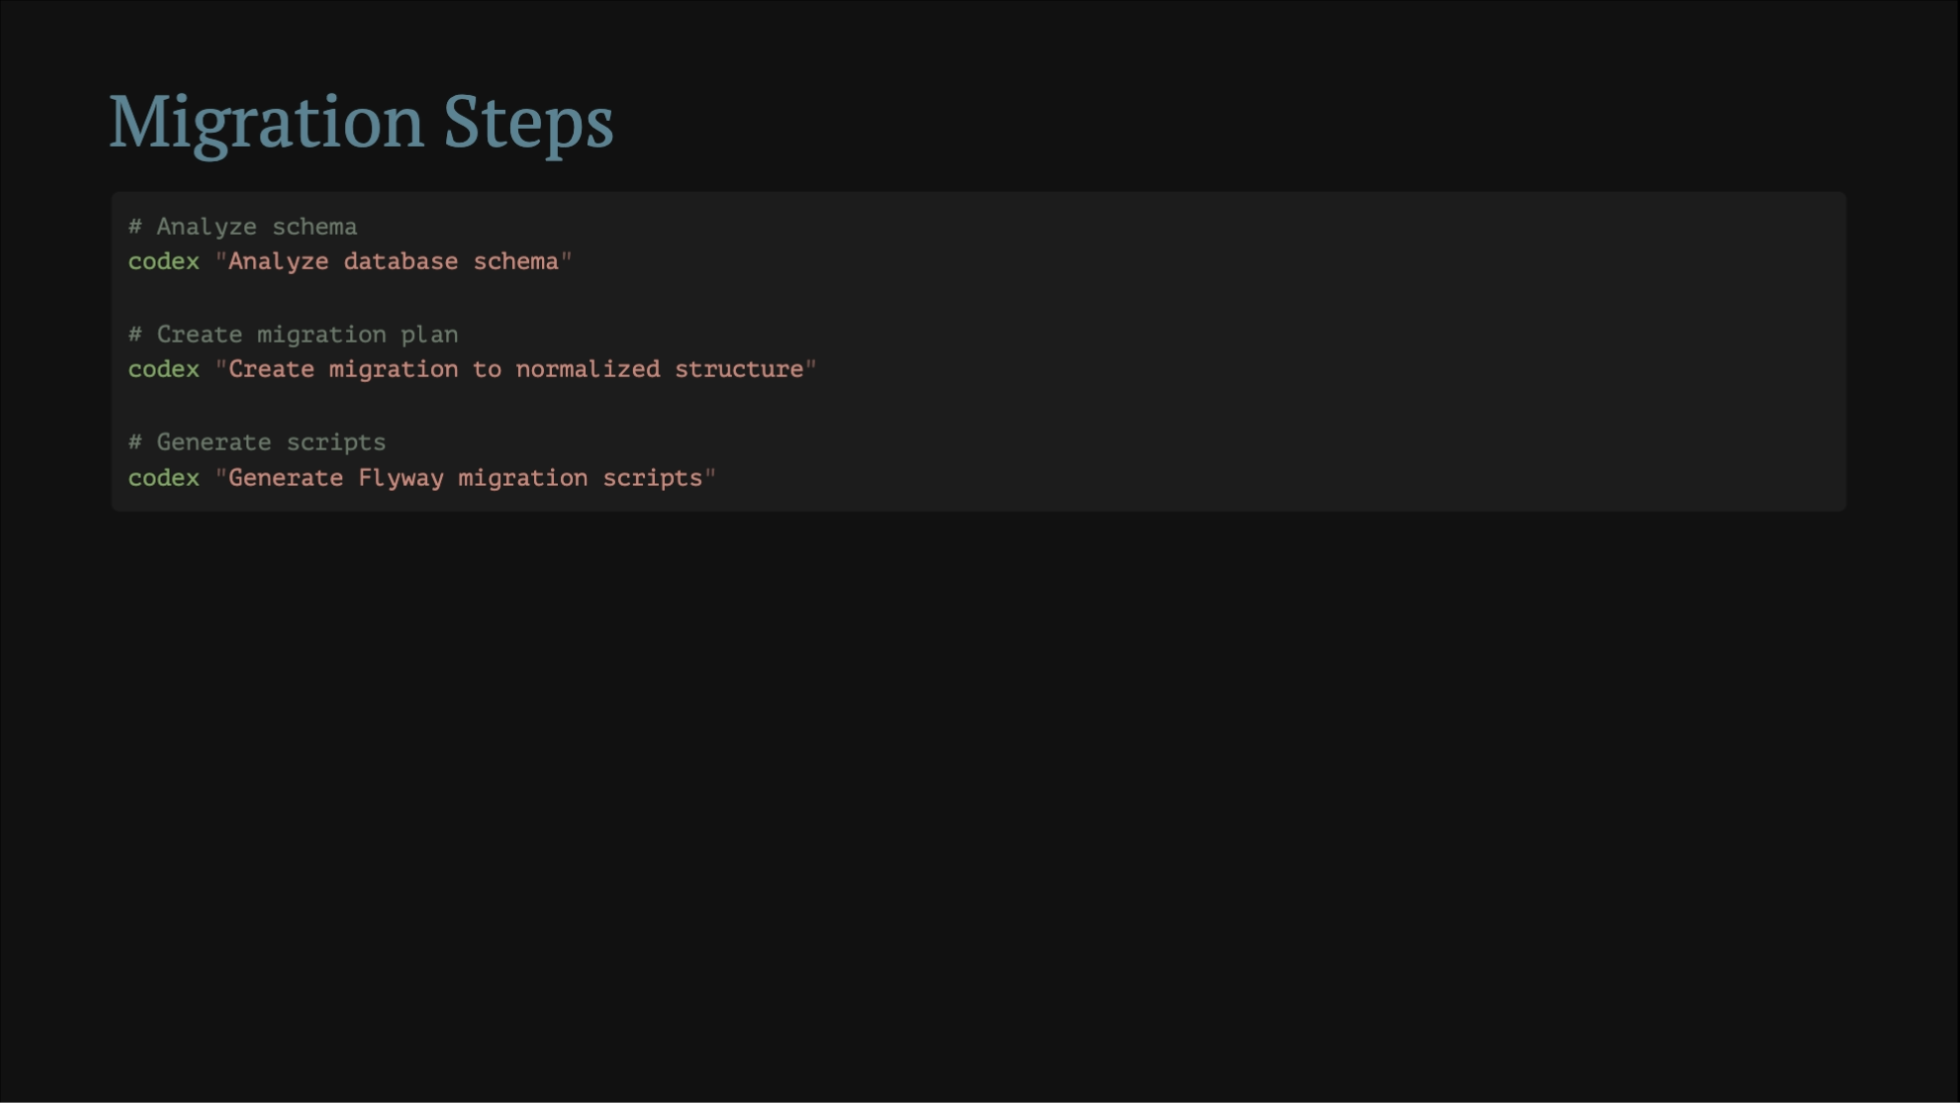 Migration Steps
# Analyze schema
codex "Analyze database schema"
# Create migration plan
codex "Create migration to normalized structure"
# Generate scripts
codex "Generate Flyway migration scripts"